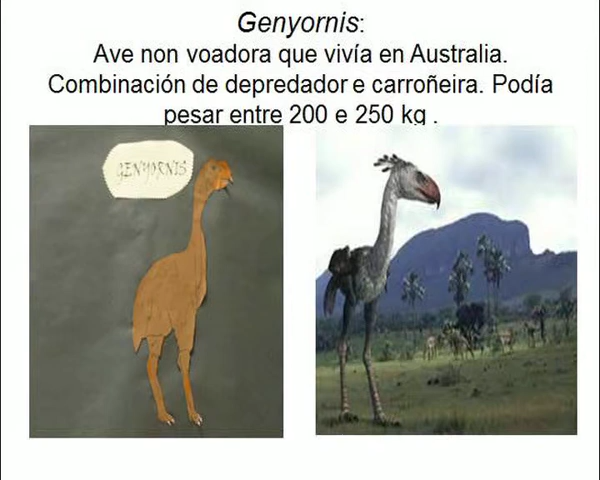 Genyornis:
Ave non voadora que vivía en Australia.
Combinación de depredador e carroñeira. Podía
pesar entre 200 e 250 kg .
GENYORNIS